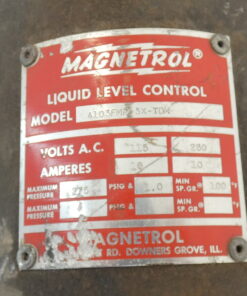 MAGNETROL®
LIQUID LEVEL CONTROL
MODEL
VOLTS A.C. 115 230
AMPERES 10
MAXIMUM PRESSURE PSIG @ MIN SP. GR.® 100 °F
MAXIMUM PRESSURE PSIG @ MIN SP. GR.® °F
MAGNETROL
RD. DOWNERS GROVE, ILL.